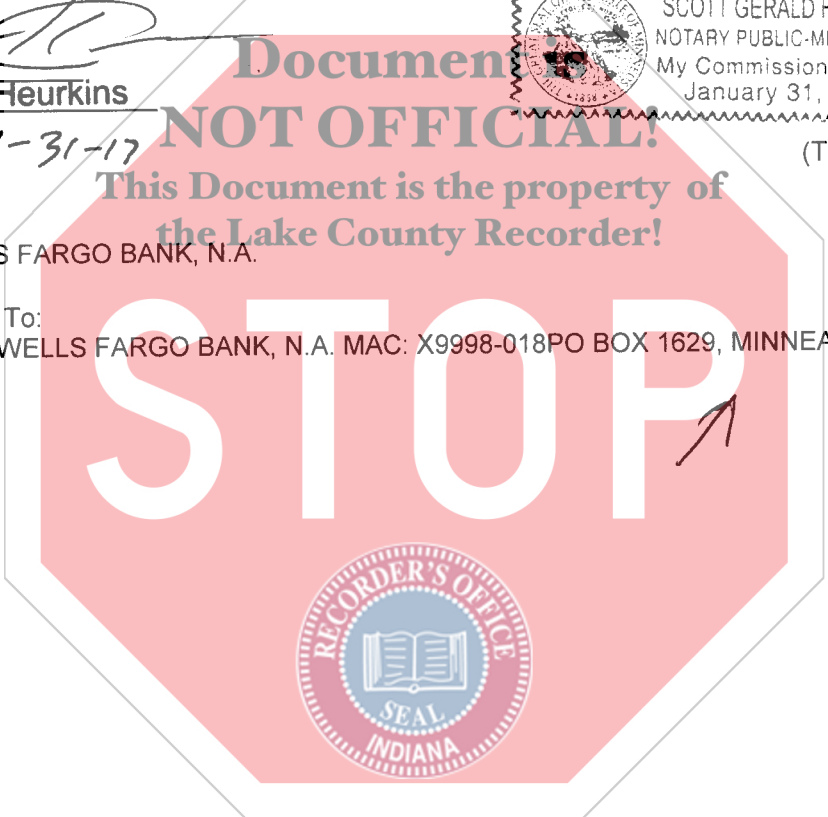 SCOTT GERALD
NOTARY PUBLIC-
My Commission
January 31,
Heurkins
-31-17
Document is
NOT OFFICIAL!
This Document is the property of
the Lake County Recorder!
S FARGO BANK, N.A.
To:
WELLS FARGO BANK, N.A. MAC: X9998-018PO BOX 1629, MINNEA
STOP
RECORDER'S OFFICE
SEAL
INDIANA